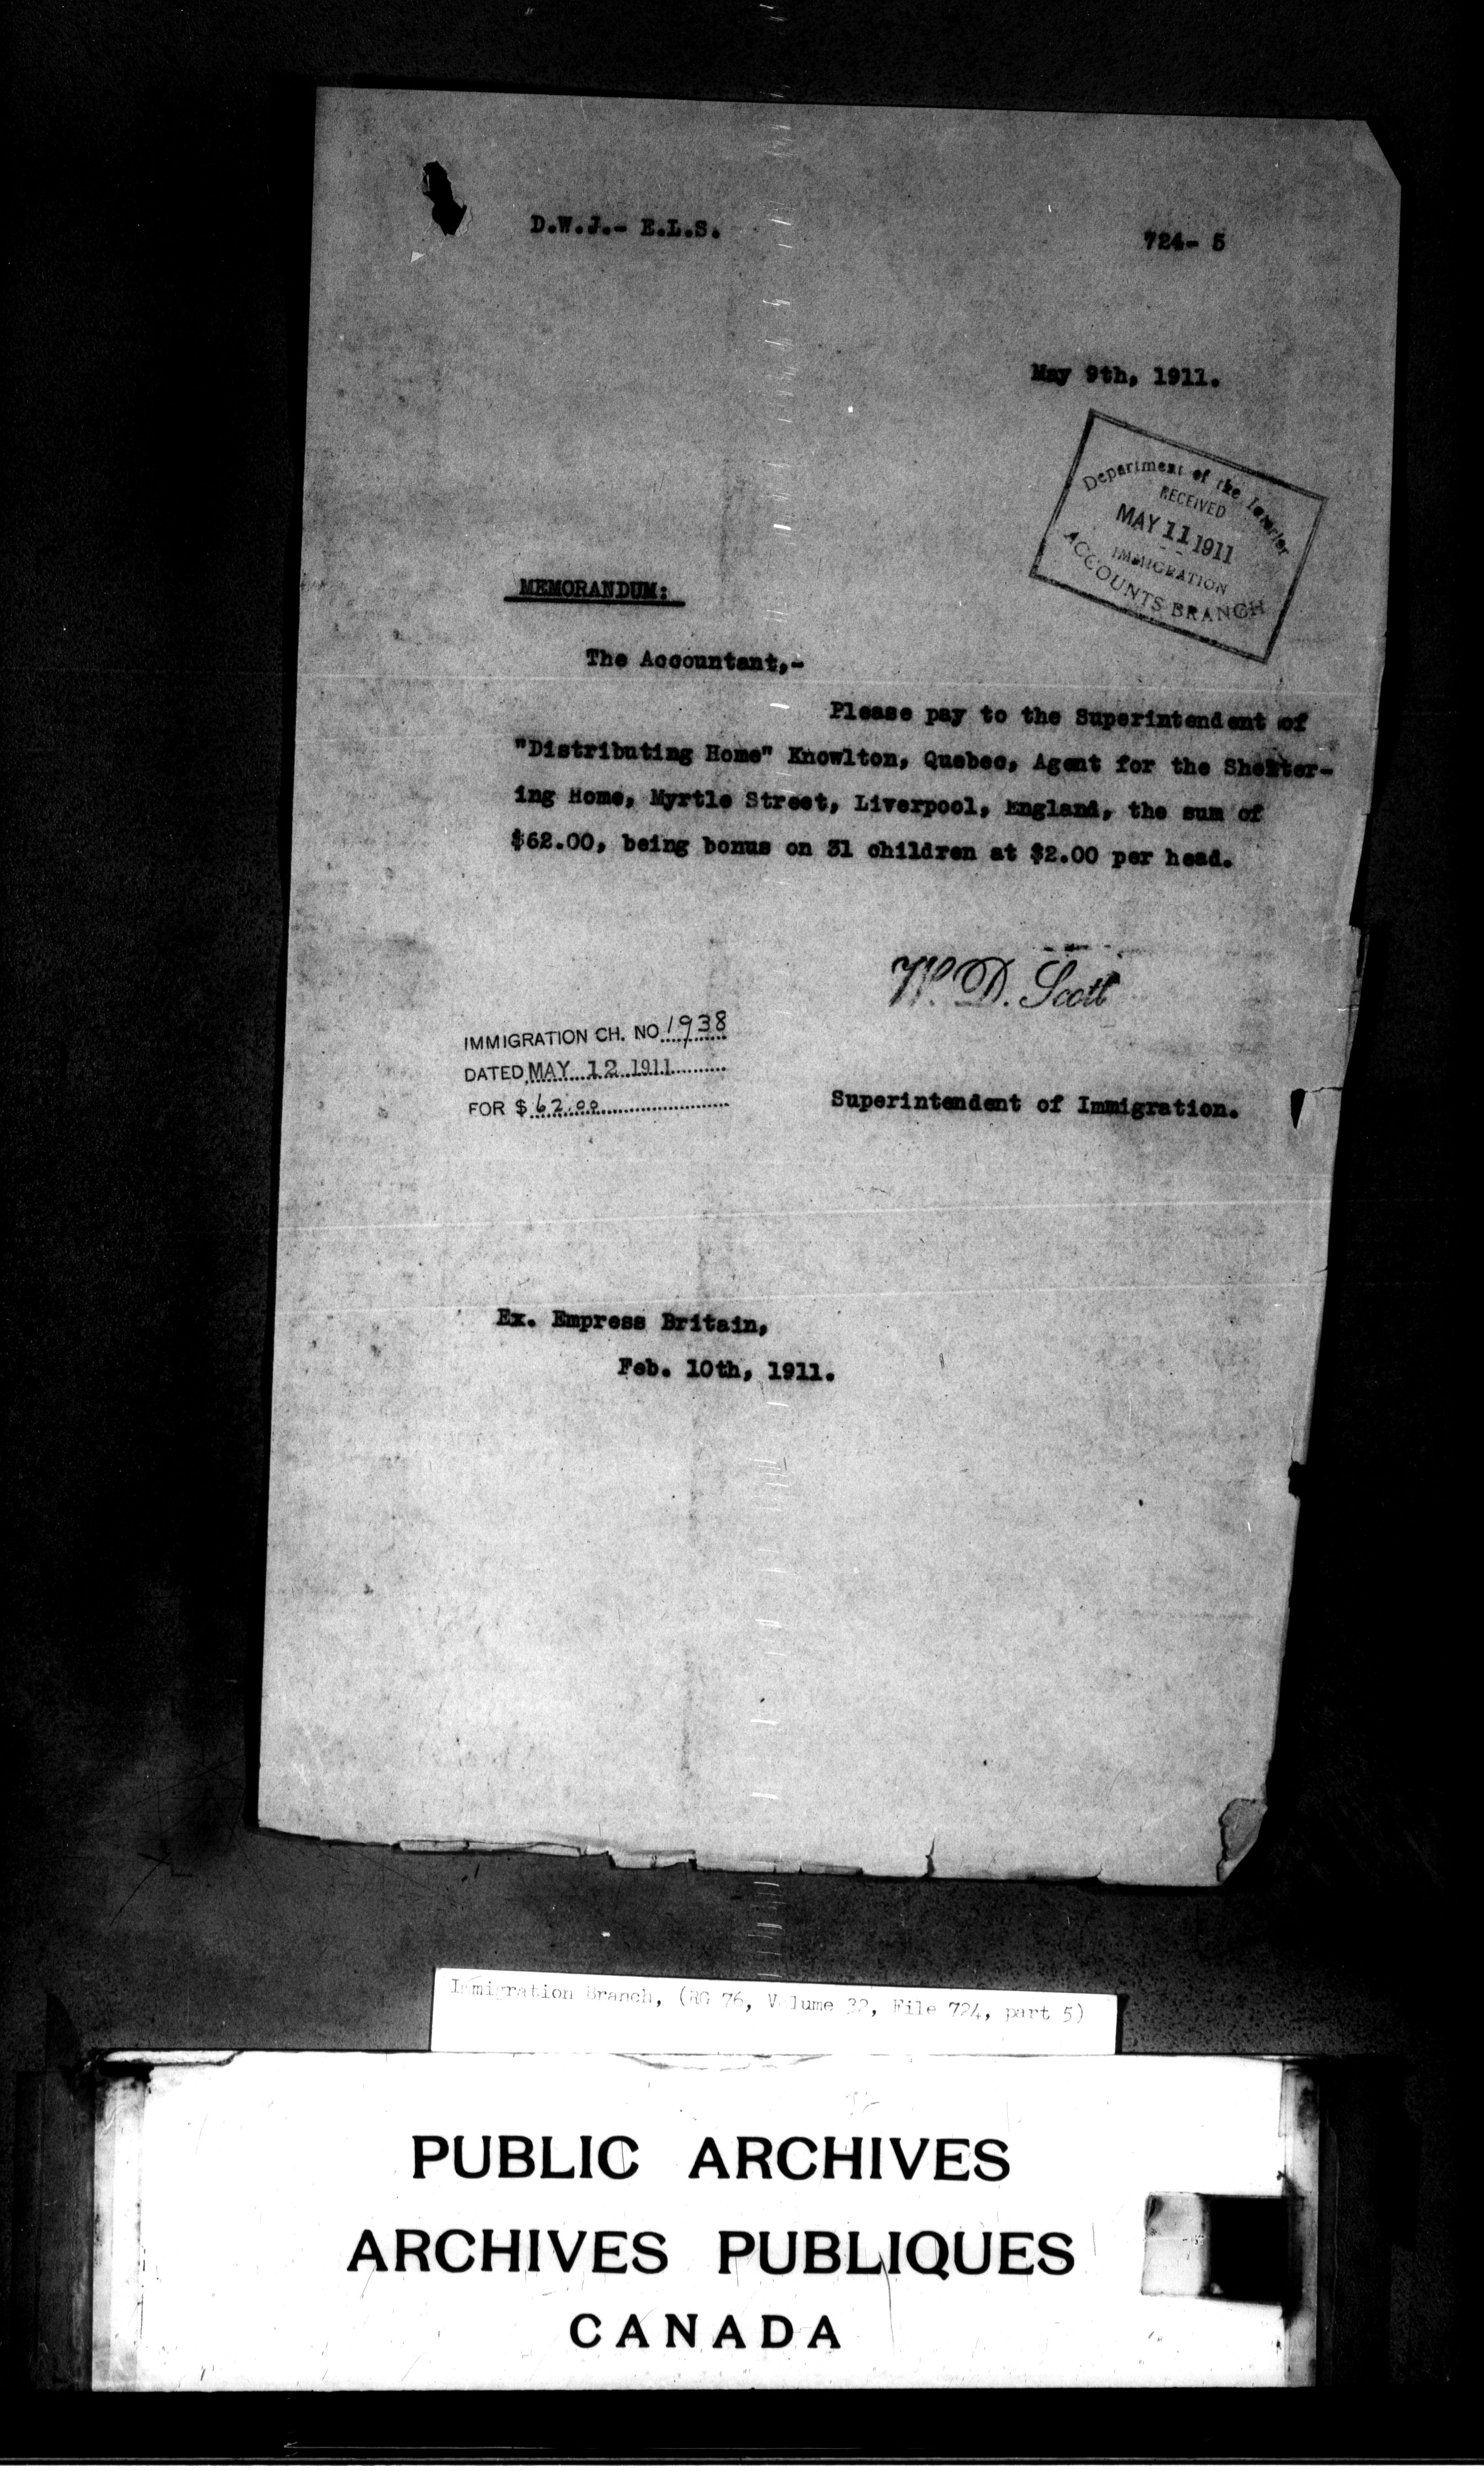 D.W.J.- E.L.S.
724- 5
May 9th, 1911.
Department of the Interior
RECEIVED
MAY 11 1911
IMMIGRATION
ACCOUNTS BRANCH
MEMORANDUM:
The Accountant,-
Please pay to the Superintendent of
"Distributing Home" Knowlton, Quebec, Agent for the Shelter-
ing Home, Myrtle Street, Liverpool, England, the sum of
$62.00, being bonus on 31 children at $2.00 per head.
W. D. Scott
IMMIGRATION CH. NO 1938
DATED MAY 12 1911
FOR $ 62.00
Superintendent of Immigration.
Ex. Empress Britain,
Feb. 10th, 1911.
Immigration Branch, (RG 76, Volume 32, File 724, part 5)
PUBLIC ARCHIVES
ARCHIVES PUBLIQUES
CANADA